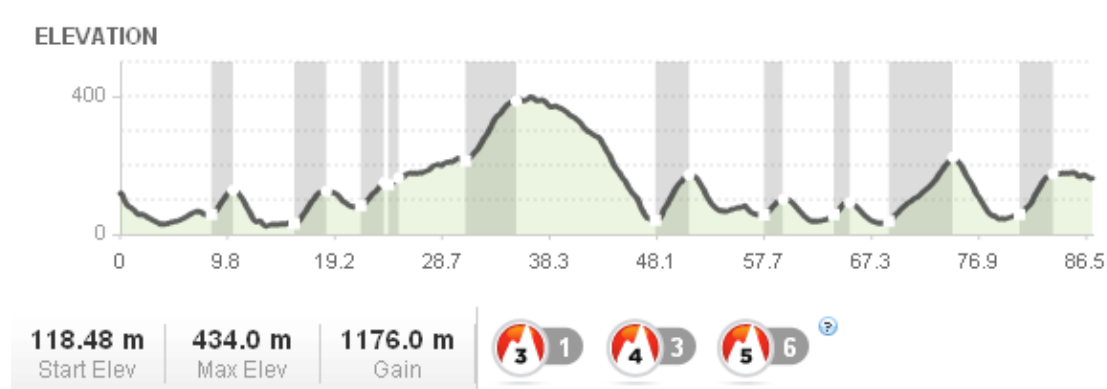 ELEVATION
400
0
0 9.8 19.2 28.7 38.3 48.1 57.7 67.3 76.9 86.5
118.48 m 434.0 m 1176.0 m 3 1 4 3 5 6 ?
Start Elev Max Elev Gain